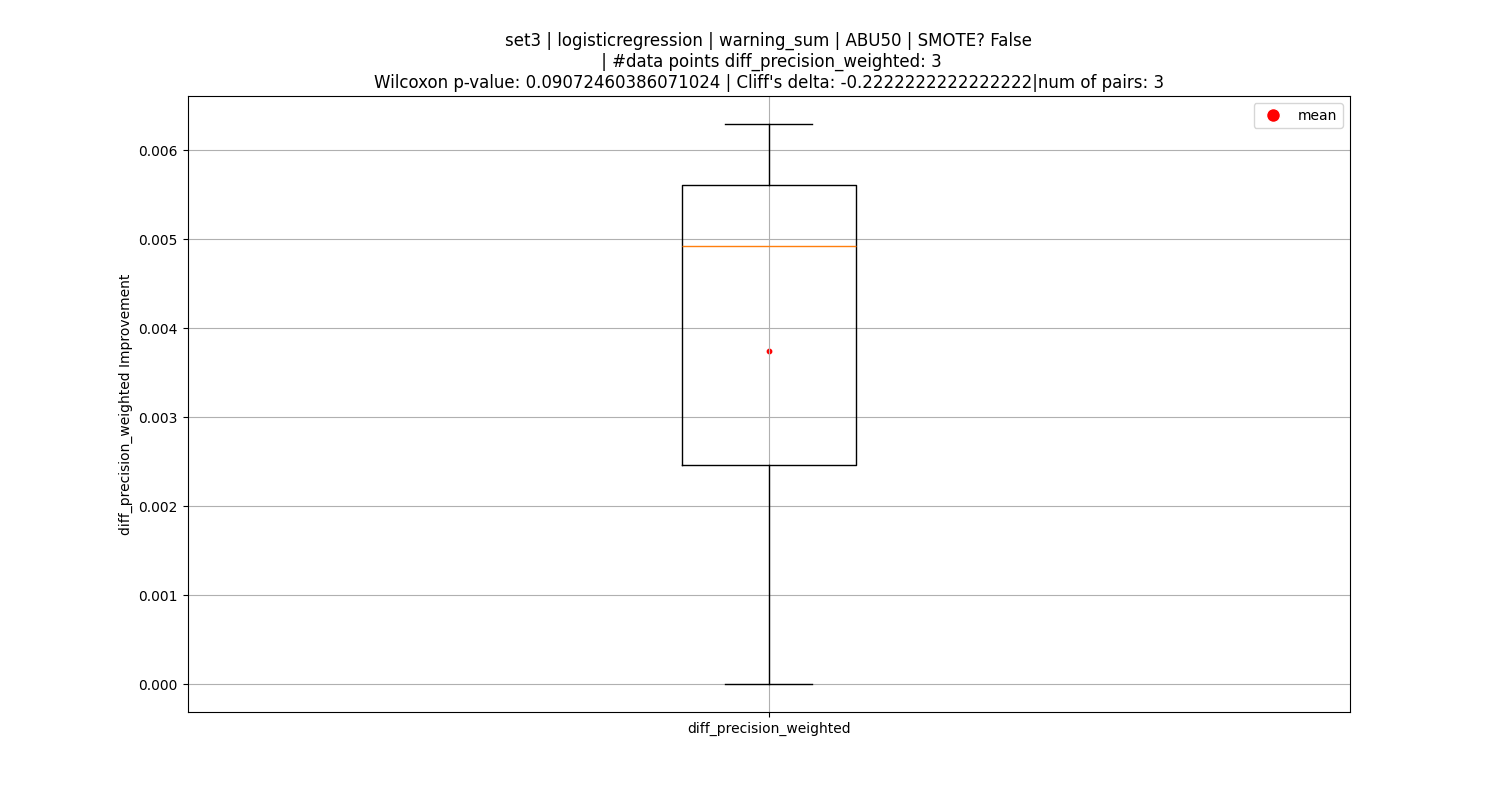 set3 | logisticregression | warning_sum | ABU50 | SMOTE? False
| #data points diff_precision_weighted: 3
Wilcoxon p-value: 0.09072460386071024 | Cliff's delta: -0.2222222222222222|num of pairs: 3
mean
0.006
0.005
0.004
0.003
0.002
0.001
0.000
diff_precision_weighted Improvement
diff_precision_weighted